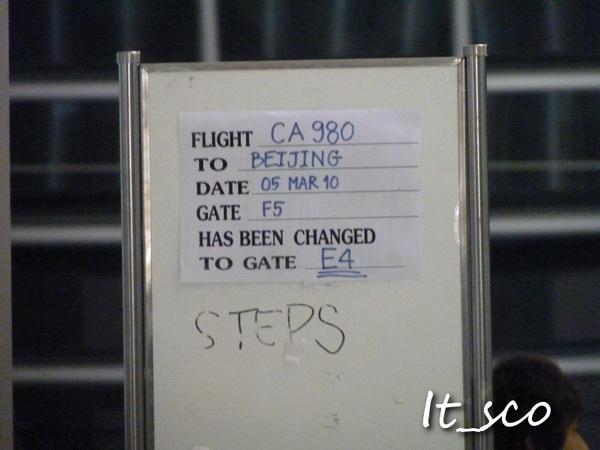 FLIGHT CA 980
TO BEIJING
DATE 05 MAR 10
GATE F5
HAS BEEN CHANGED
TO GATE E4
STEPS
lt_sco